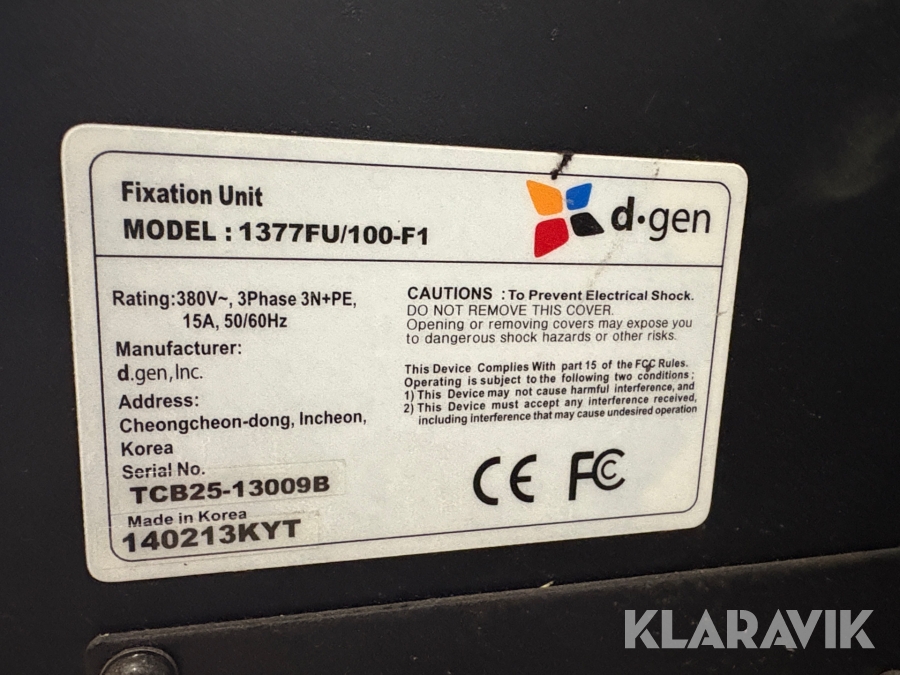 Fixation Unit
MODEL : 1377FU/100-F1
d·gen
Rating:380V~, 3Phase 3N+PE,
15A, 50/60Hz
Manufacturer:
d.gen,Inc.
Address:
Cheongcheon-dong, Incheon,
Korea
Serial No.
TCB25-13009B
Made in Korea
140213KYT
CAUTIONS : To Prevent Electrical Shock.
DO NOT REMOVE THIS COVER.
Opening or removing covers may expose you
to dangerous shock hazards or other risks.
This Device Complies With part 15 of the FCC Rules.
Operating is subject to the following two conditions;
1) This Device may not cause harmful interference, and
2) This Device must accept any interference received,
including interference that may cause undesired operation
CE FCC
KLARAVIK